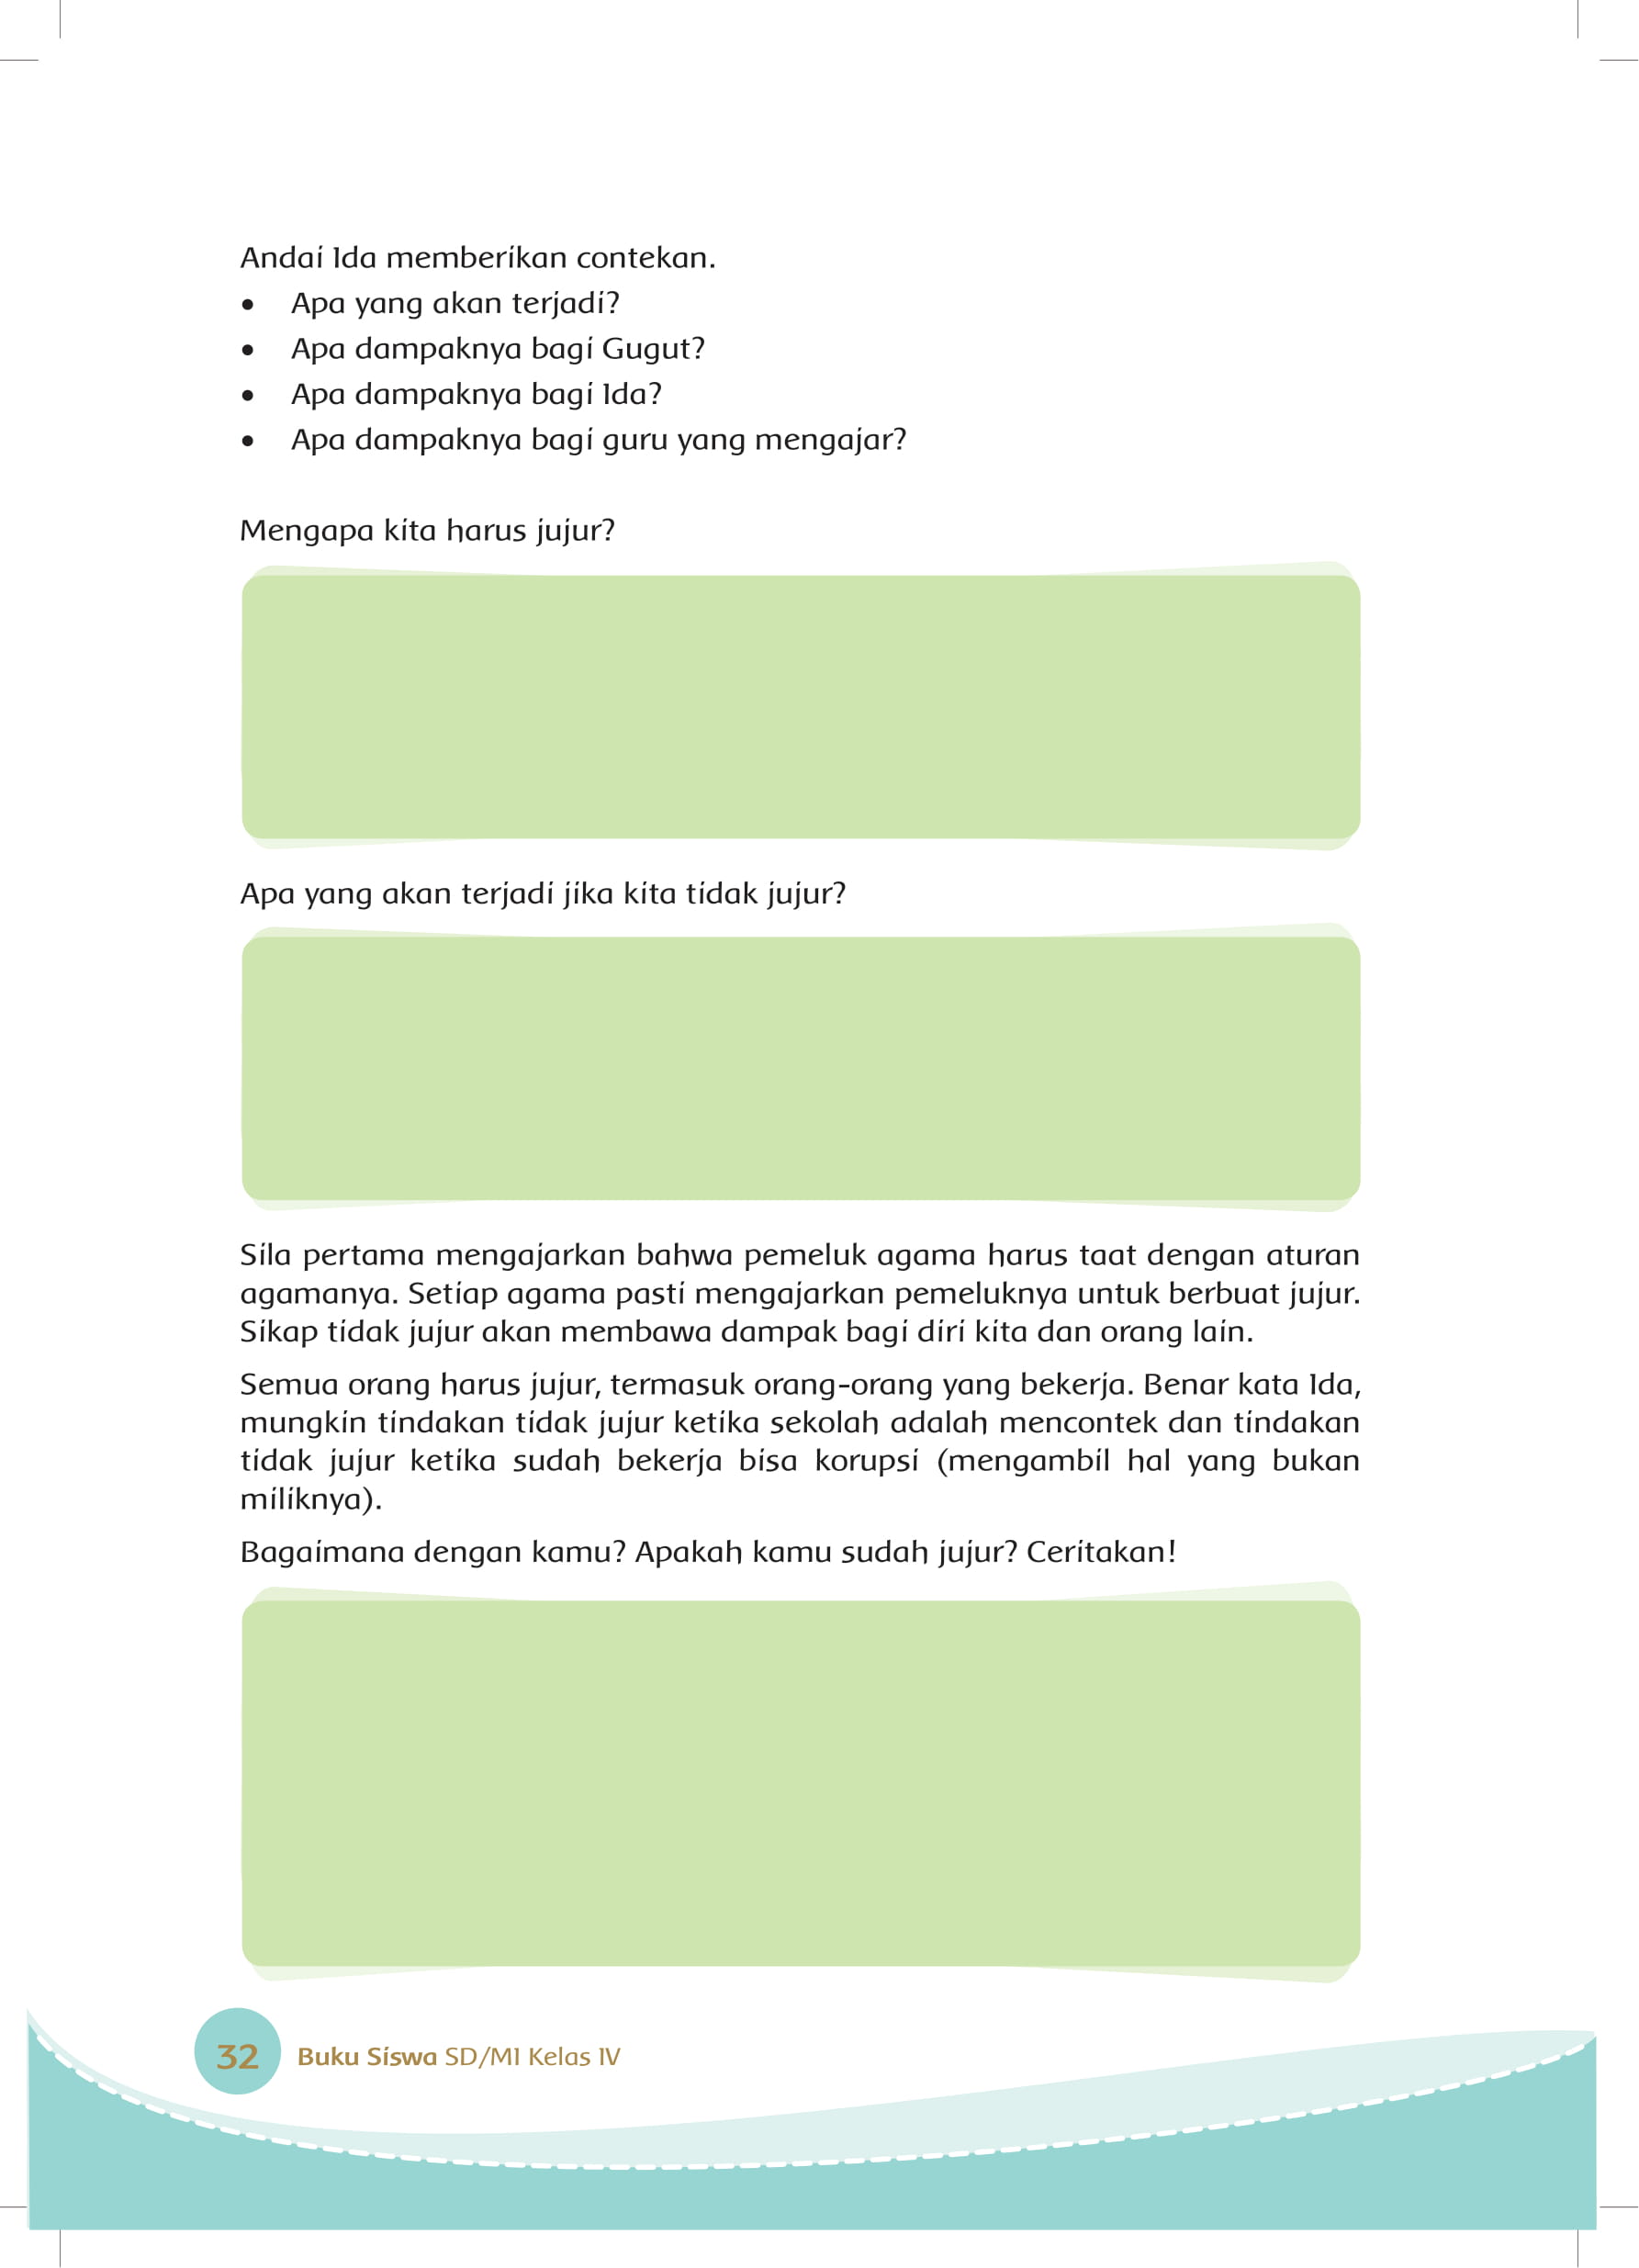 Andai Ida memberikan contekan.
• Apa yang akan terjadi?
• Apa dampaknya bagi Gugut?
• Apa dampaknya bagi Ida?
• Apa dampaknya bagi guru yang mengajar?
Mengapa kita harus jujur?
Apa yang akan terjadi jika kita tidak jujur?
Sila pertama mengajarkan bahwa pemeluk agama harus taat dengan aturan
agamanya. Setiap agama pasti mengajarkan pemeluknya untuk berbuat jujur.
Sikap tidak jujur akan membawa dampak bagi diri kita dan orang lain.
Semua orang harus jujur, termasuk orang-orang yang bekerja. Benar kata Ida,
mungkin tindakan tidak jujur ketika sekolah adalah mencontek dan tindakan
tidak jujur ketika sudah bekerja bisa korupsi (mengambil hal yang bukan
miliknya).
Bagaimana dengan kamu? Apakah kamu sudah jujur? Ceritakan!
32 Buku Siswa SD/MI Kelas IV